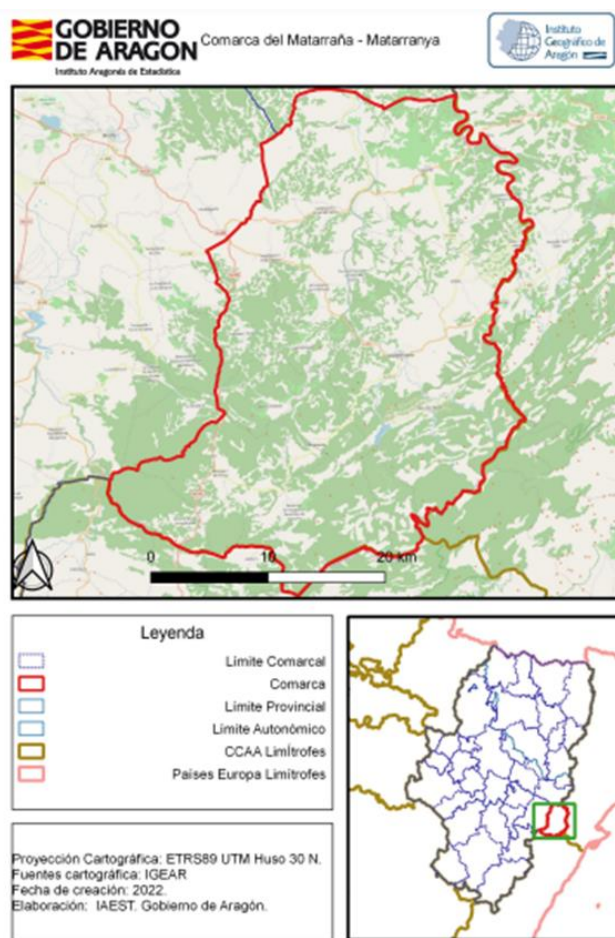 GOBIERNO
DE ARAGON
Instituto Aragonés de Estadística
Comarca del Matarraña - Matarranya
Instituto
Geográfico de
Aragón
0
10
20 km
Leyenda
Límite Comarcal
Comarca
Límite Provincial
Límite Autonómico
CCAA Limítrofes
Países Europa Limítrofes
Proyección Cartográfica: ETRS89 UTM Huso 30 N.
Fuentes cartográfica: IGEAR
Fecha de creación: 2022.
Elaboración: IAEST. Gobierno de Aragón.